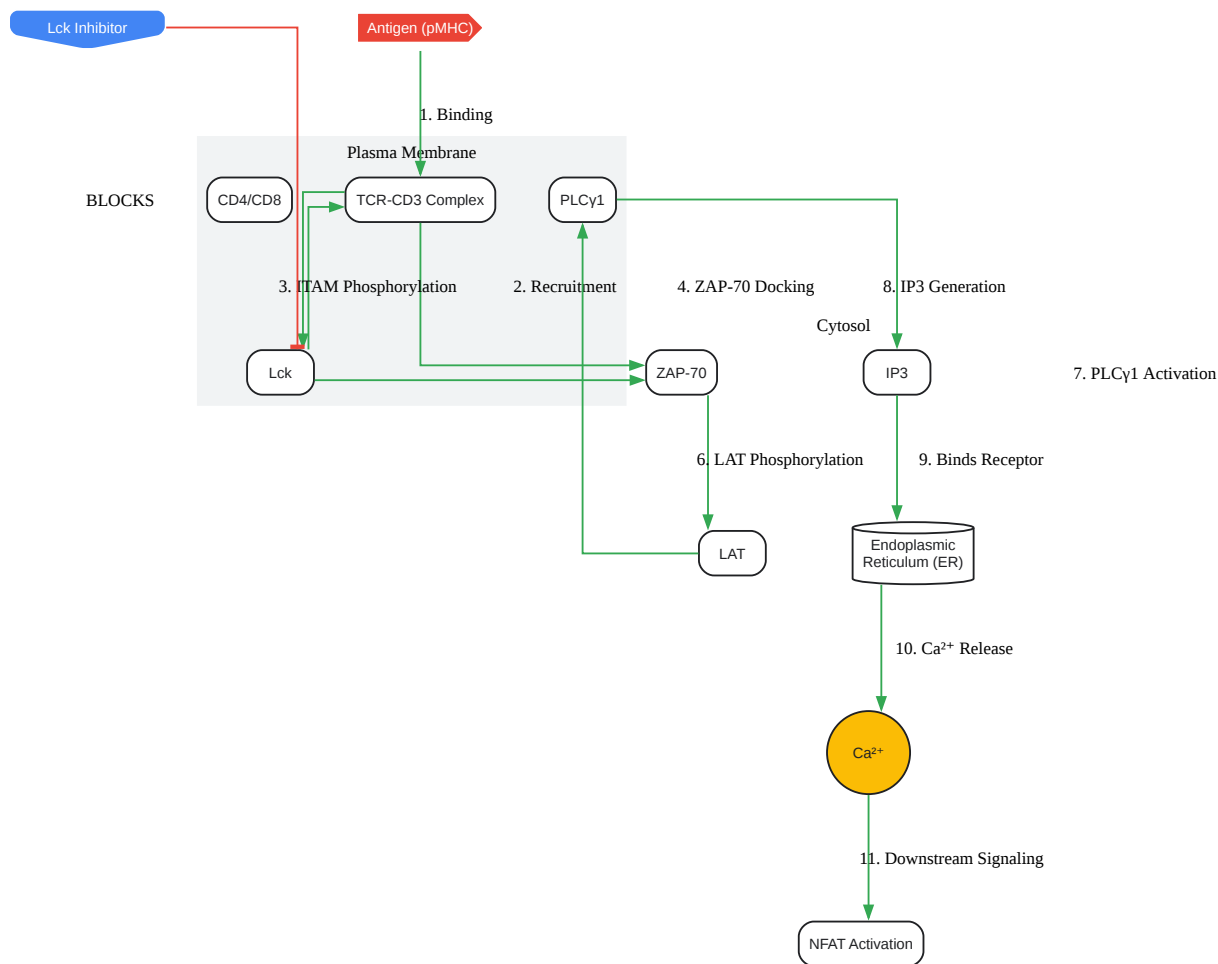 Lck Inhibitor
Antigen (pMHC)
1. Binding
Plasma Membrane
BLOCKS
CD4/CD8
TCR-CD3 Complex
PLCγ1
3. ITAM Phosphorylation
2. Recruitment
4. ZAP-70 Docking
8. IP3 Generation
Cytosol
Lck
ZAP-70
IP3
7. PLCγ1 Activation
6. LAT Phosphorylation
9. Binds Receptor
LAT
Endoplasmic
Reticulum (ER)
10. Ca²⁺ Release
Ca²⁺
11. Downstream Signaling
NFAT Activation